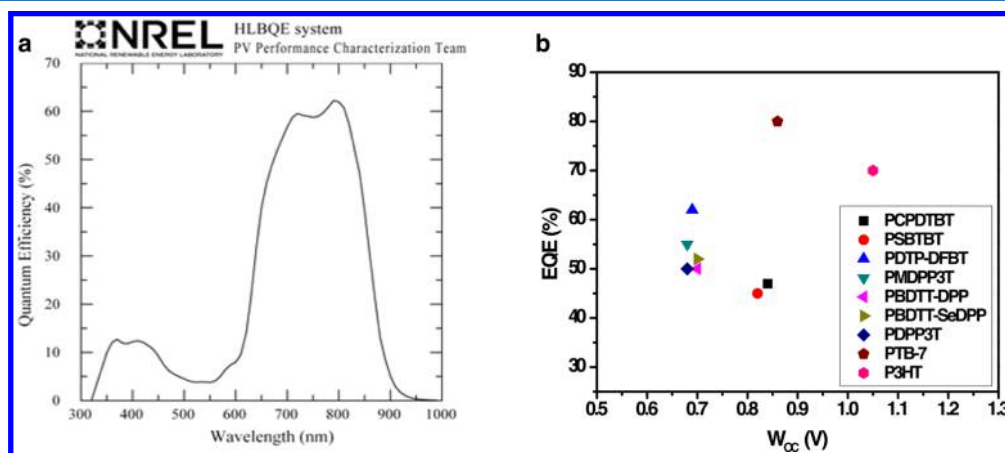 a
NREL
NATIONAL RENEWABLE ENERGY LABORATORY
HLBQE system
PV Performance Characterization Team
Quantum Efficiency (%)
70
60
50
40
30
20
10
0
300 400 500 600 700 800 900 1000
Wavelength (nm)
b
EQE (%)
90
80
70
60
50
40
30
PCPDTBT
PSBTBT
PDTP-DFBT
PMDPP3T
PBDTT-DPP
PBDTT-SeDPP
PDPP3T
PTB-7
P3HT
0.5 0.6 0.7 0.8 0.9 1.0 1.1 1.2 1.3
W_OC (V)